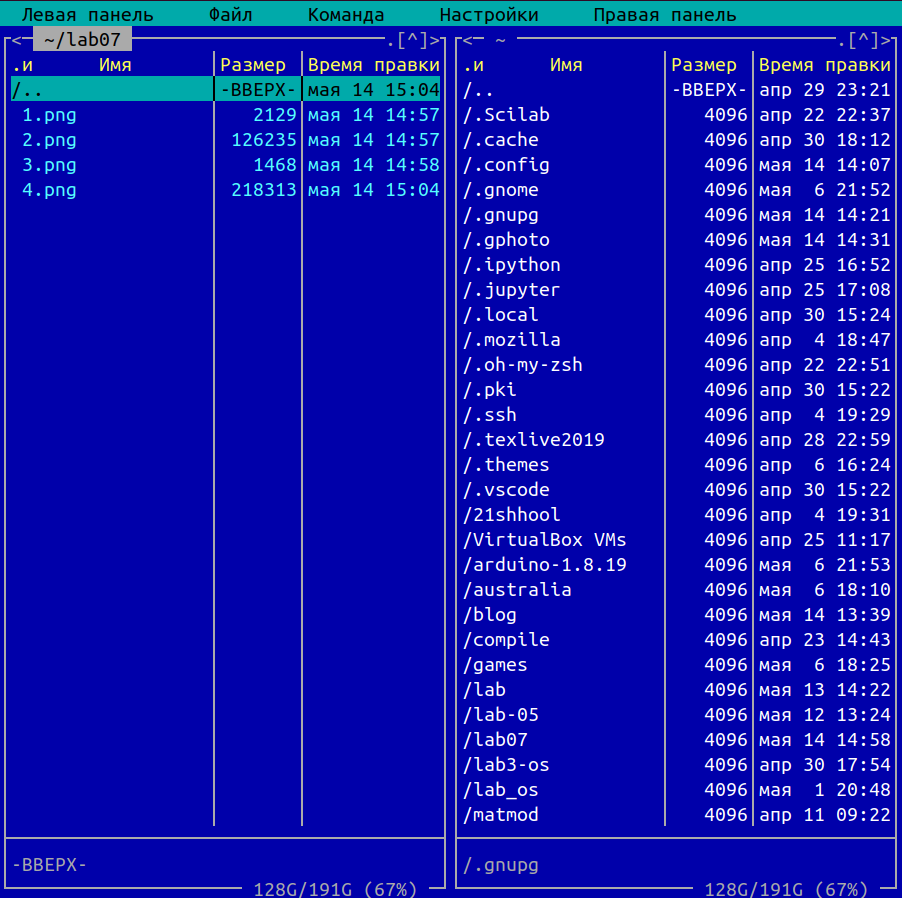 Левая панель Файл Команда Настройки Правая панель
< ~/lab07 .[^]>
.и Имя Размер Время правки
/.. -ВВЕРХ- мая 14 15:04
1.png 2129 мая 14 14:57
2.png 126235 мая 14 14:57
3.png 1468 мая 14 14:58
4.png 218313 мая 14 15:04
-ВВЕРХ-
128G/191G (67%)
< ~ .[^]>
.и Имя Размер Время правки
/.. -ВВЕРХ- апр 29 23:21
/.Scilab 4096 апр 22 22:37
/.cache 4096 апр 30 18:12
/.config 4096 мая 14 14:07
/.gnome 4096 мая 6 21:52
/.gnupg 4096 мая 14 14:21
/.gphoto 4096 мая 14 14:31
/.ipython 4096 апр 25 16:52
/.jupyter 4096 апр 25 17:08
/.local 4096 апр 30 15:24
/.mozilla 4096 апр 4 18:47
/.oh-my-zsh 4096 апр 22 22:51
/.pki 4096 апр 30 15:22
/.ssh 4096 апр 4 19:29
/.texlive2019 4096 апр 28 22:59
/.themes 4096 апр 6 16:24
/.vscode 4096 апр 30 15:22
/21shhool 4096 апр 4 19:31
/VirtualBox VMs 4096 апр 25 11:17
/arduino-1.8.19 4096 мая 6 21:53
/australia 4096 мая 6 18:10
/blog 4096 мая 14 13:39
/compile 4096 апр 23 14:43
/games 4096 мая 6 18:25
/lab 4096 мая 13 14:22
/lab-05 4096 мая 12 13:24
/lab07 4096 мая 14 14:58
/lab3-os 4096 апр 30 17:54
/lab_os 4096 мая 1 20:48
/matmod 4096 апр 11 09:22
/.gnupg
128G/191G (67%)